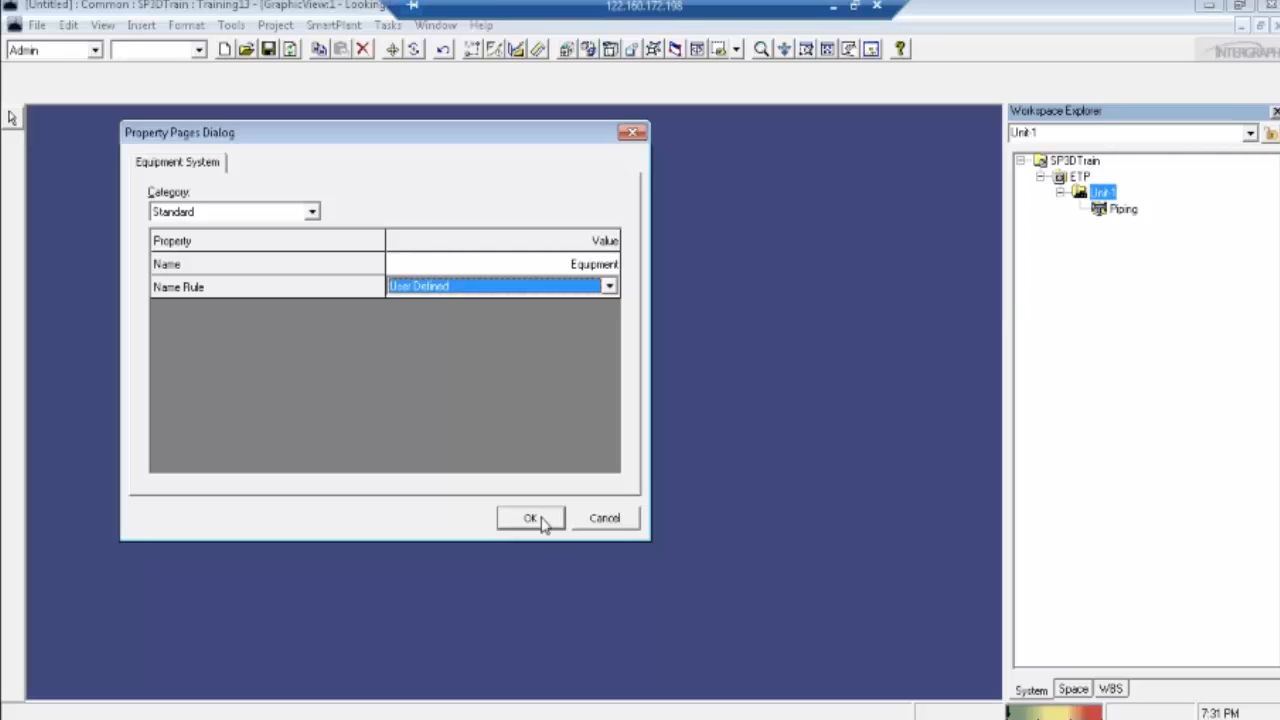 [Untitled] : Common : SP3DTrain : Training13 - [GraphicView:1 - Looking
122.160.172.198
File Edit View Insert Format Tools Project SmartPlant Tasks Window Help
Admin
INTERGRAPH
Workspace Explorer
Unit-1
SP3DTrain
ETP
Unit-1
Piping
Property Pages Dialog
Equipment System
Category:
Standard
Property Value
Name Equipment
Name Rule User Defined
OK Cancel
System Space WBS
7:31 PM